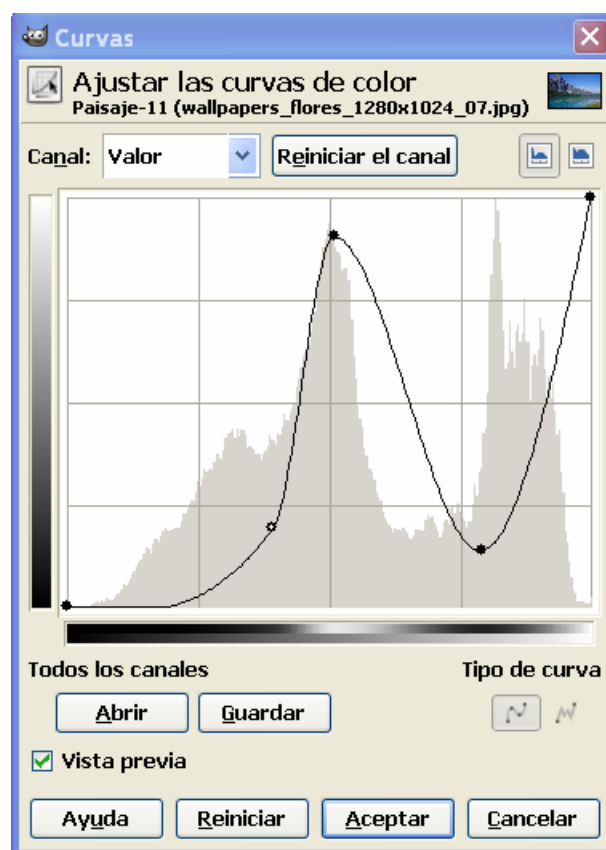 Curvas
Ajustar las curvas de color
Paisaje-11 (wallpapers_flores_1280x1024_07.jpg)
Canal: Valor Reiniciar el canal
Todos los canales Tipo de curva
Abrir Guardar
Vista previa
Ayuda Reiniciar Aceptar Cancelar